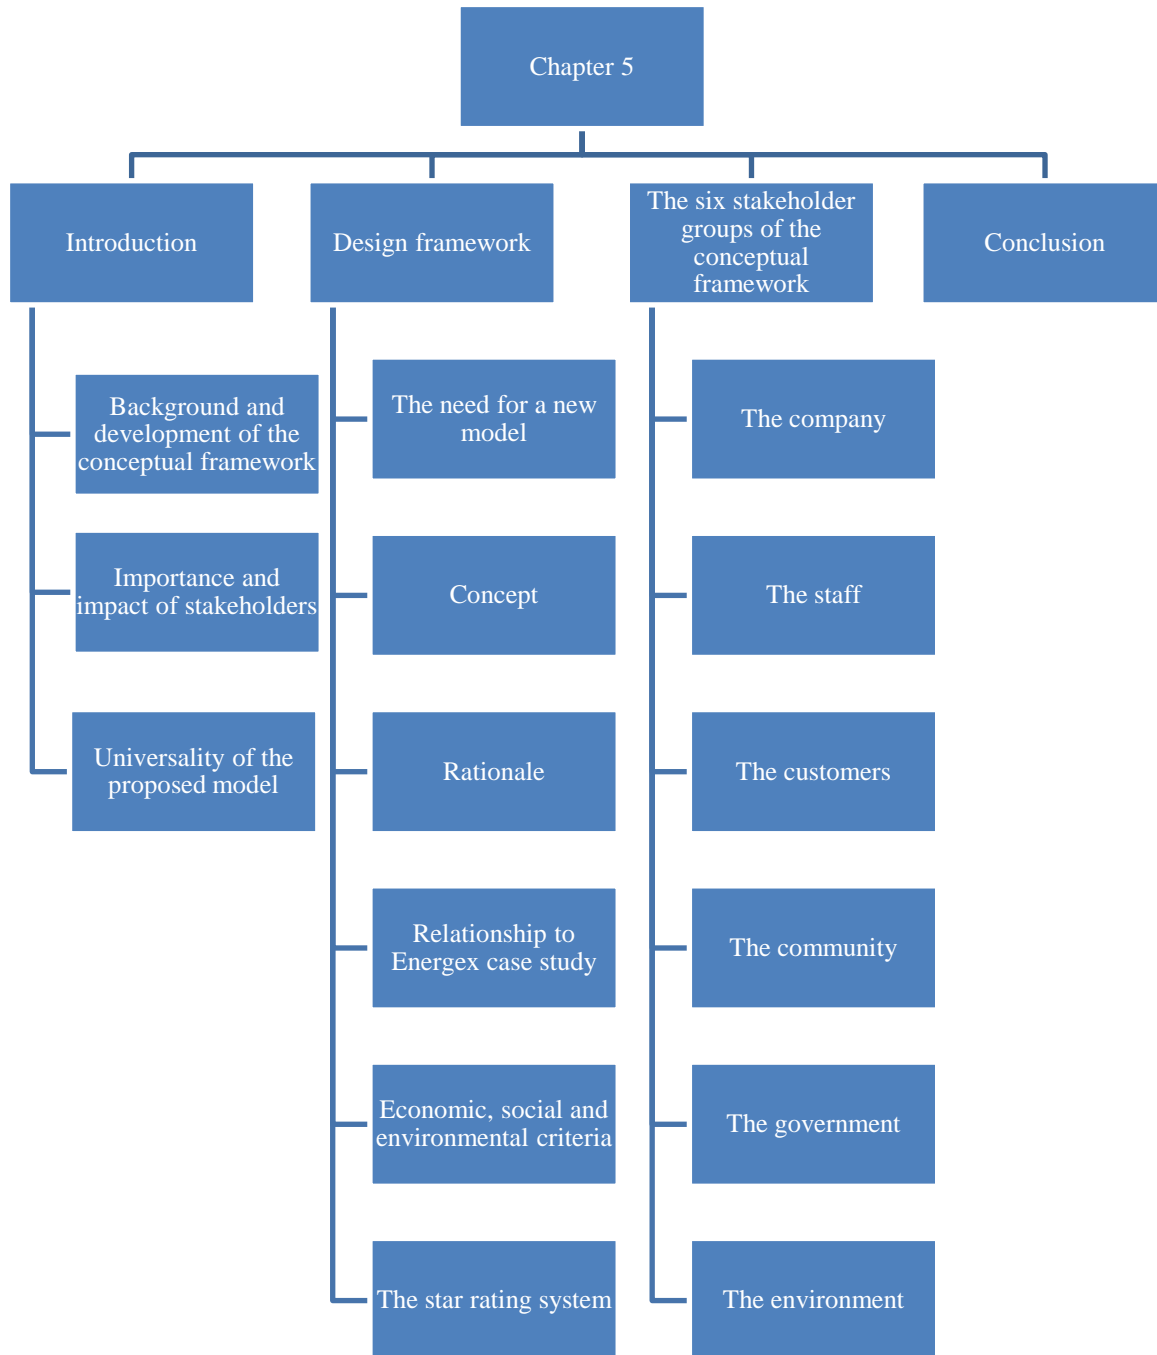 Chapter 5
Introduction
Design framework
The six stakeholder
groups of the
conceptual
framework
Conclusion
Background and
development of the
conceptual framework
Importance and
impact of stakeholders
Universality of the
proposed model
The need for a new
model
Concept
Rationale
Relationship to
Energex case study
Economic, social and
environmental criteria
The star rating system
The company
The staff
The customers
The community
The government
The environment